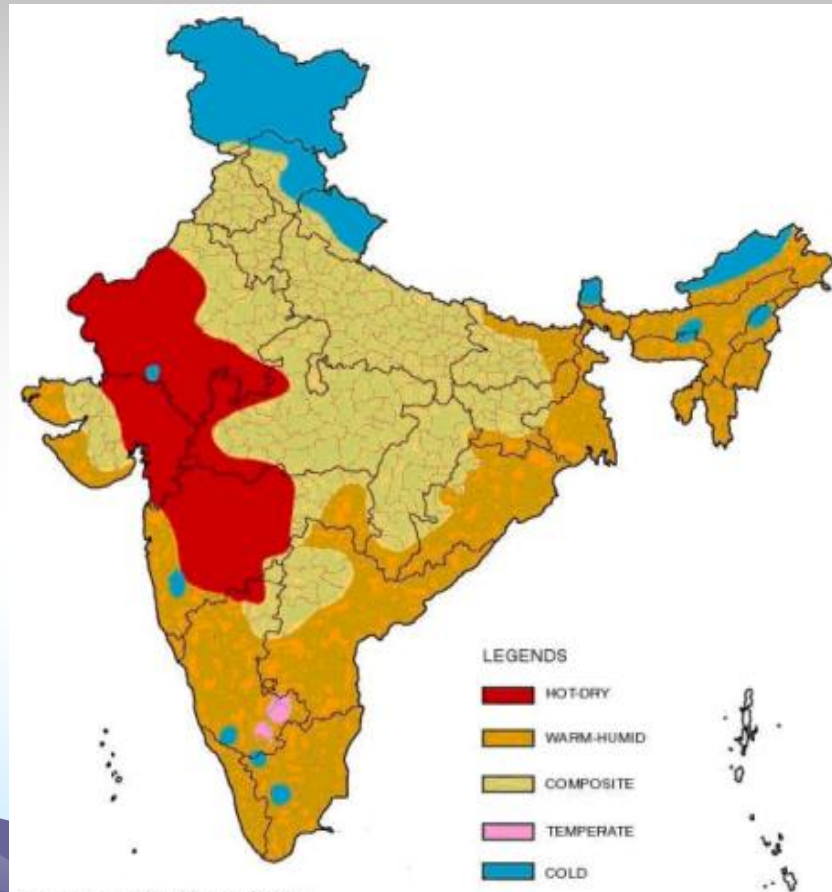 LEGENDS
HOT-DRY
WARM-HUMID
COMPOSITE
TEMPERATE
COLD